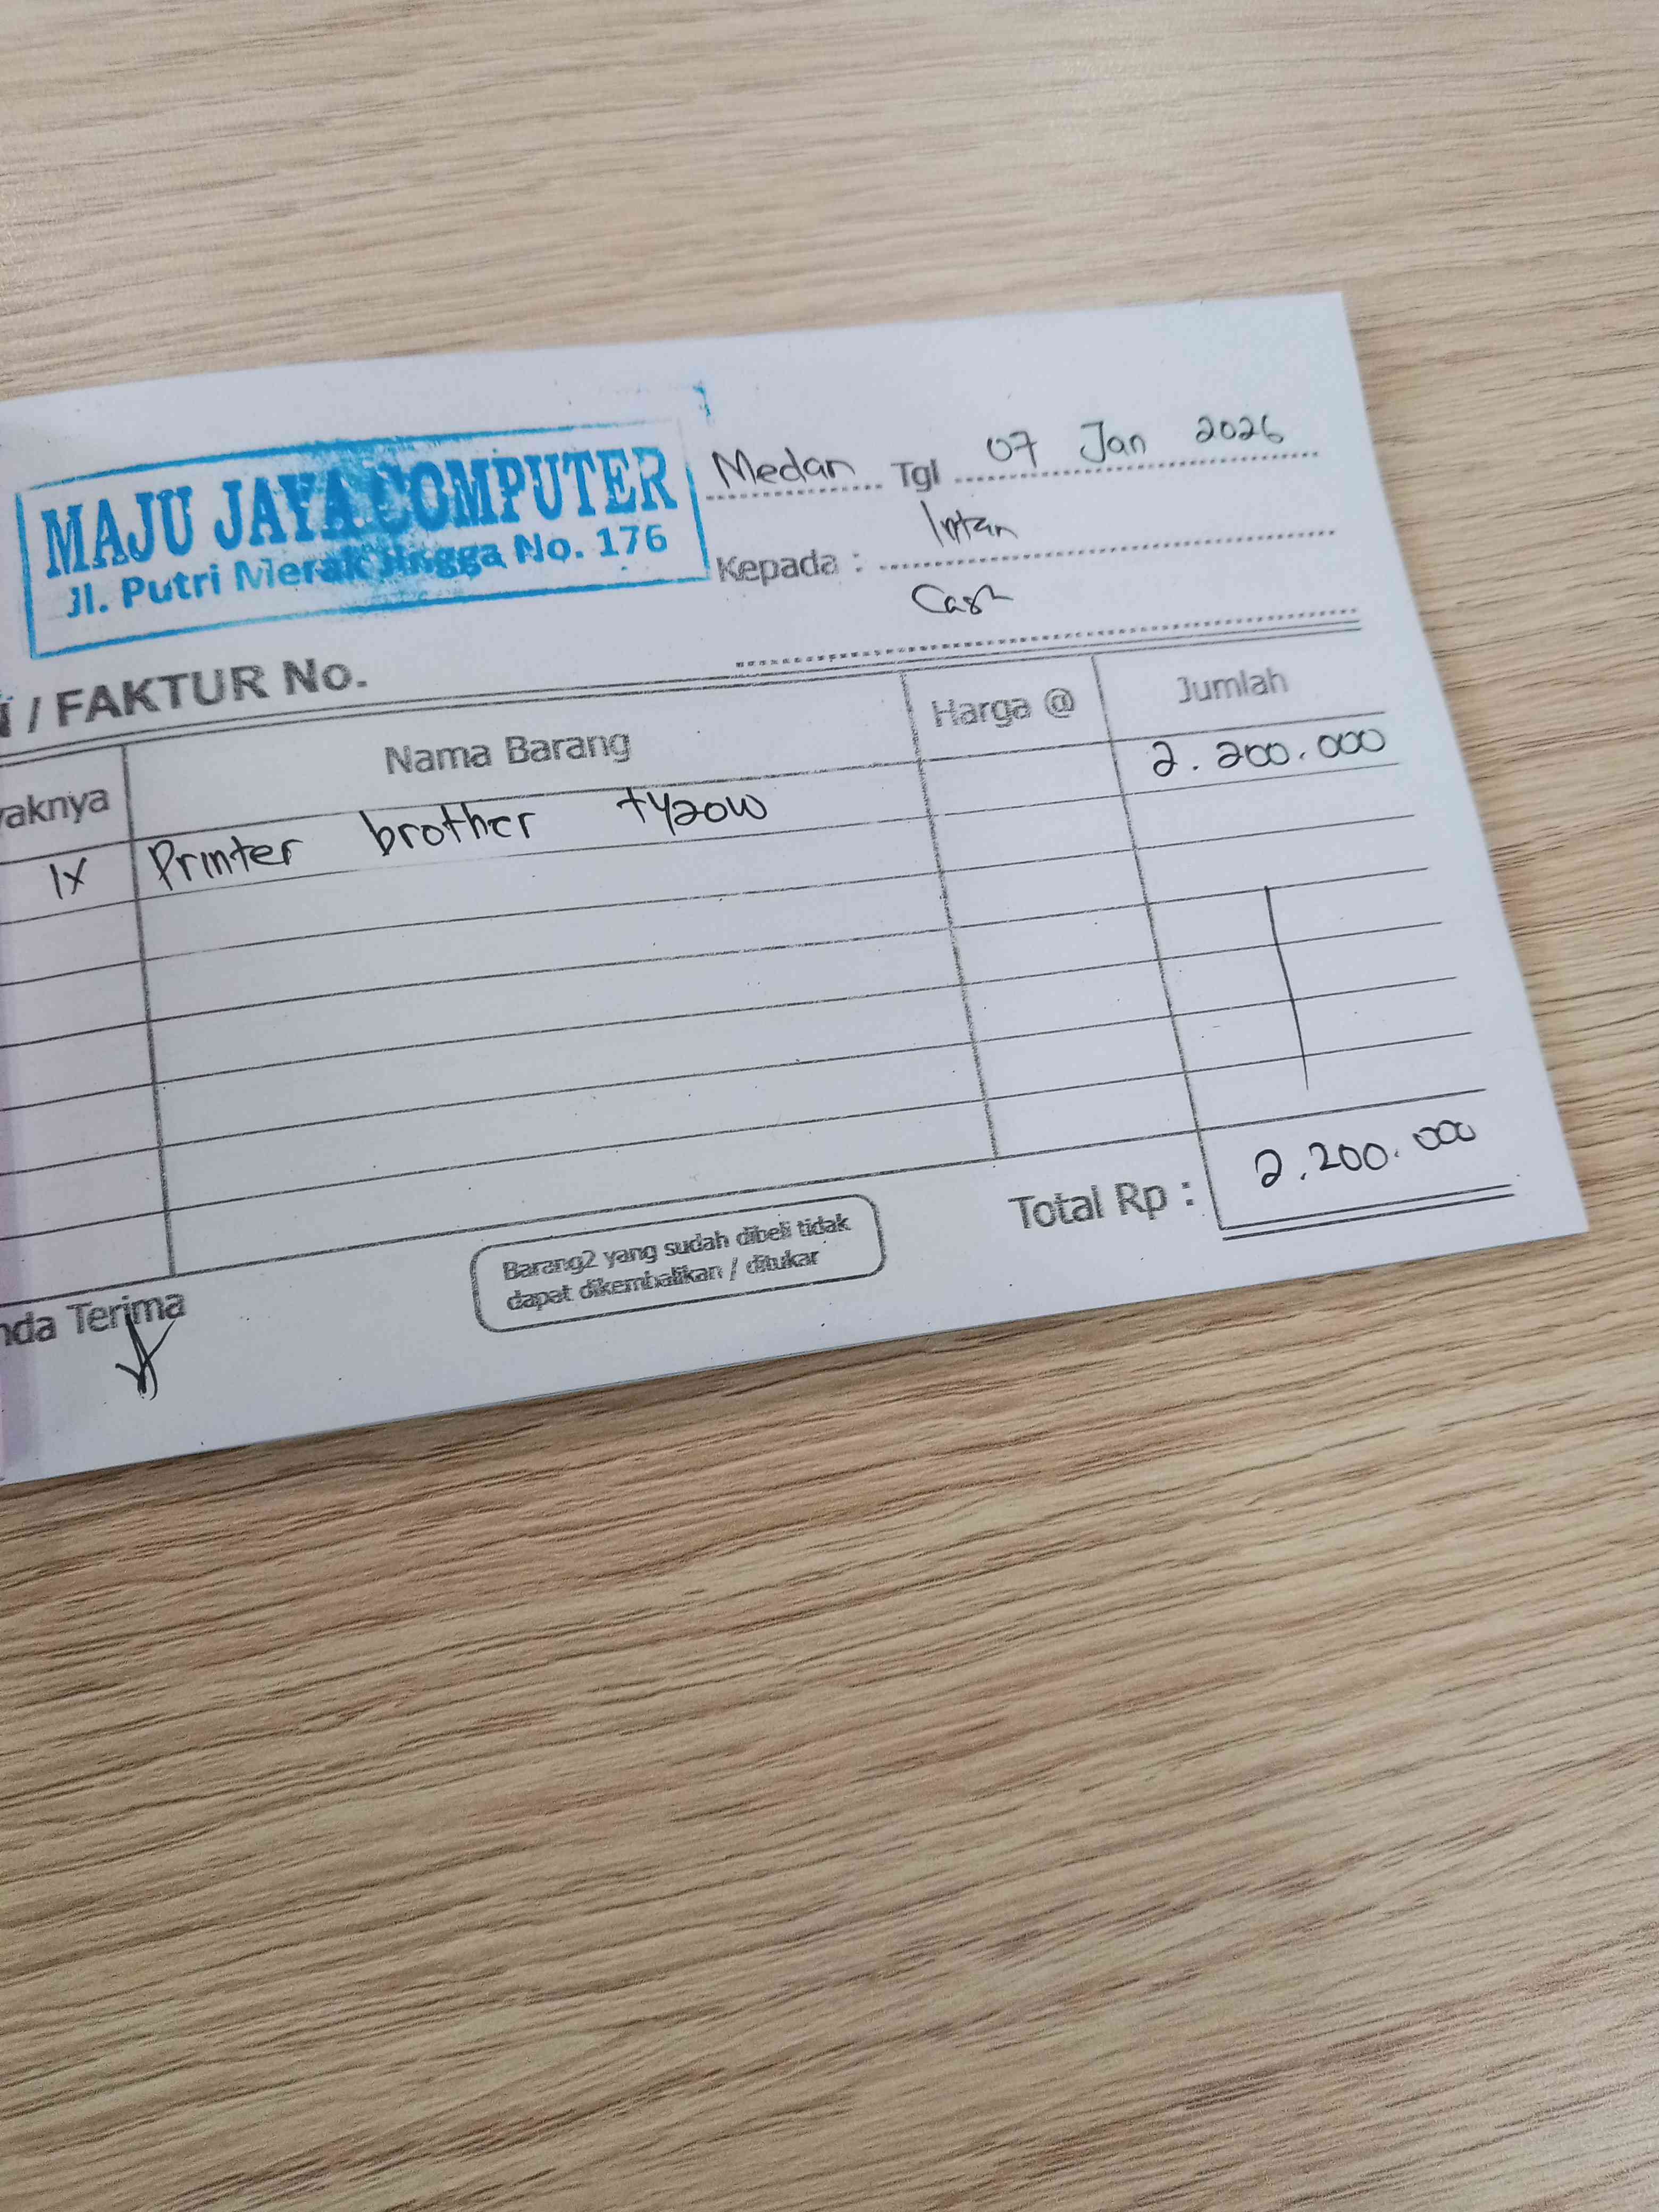 MAJU JAYA COMPUTER
Jl. Putri Merak Jingga No. 176
Medan Tgl 07 Jan 2026
Kepada : Intan
Cash
/ FAKTUR No.
yaknya Nama Barang Harga @ Jumlah
1x Printer brother t420w 2.200.000
Total Rp : 2.200.000
Barang2 yang sudah dibeli tidak
dapat dikembalikan / ditukar
nda Terima